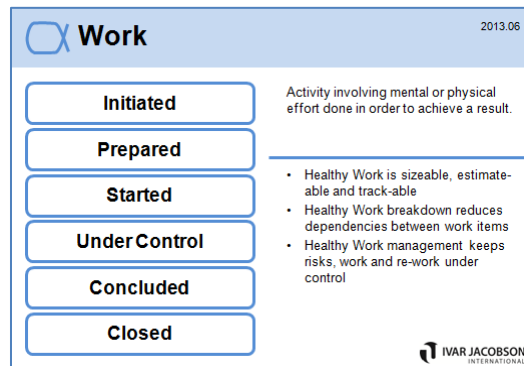 Work
2013.06
Initiated
Prepared
Started
Under Control
Concluded
Closed
Activity involving mental or physical
effort done in order to achieve a result.
• Healthy Work is sizeable, estimate-
able and track-able
• Healthy Work breakdown reduces
dependencies between work items
• Healthy Work management keeps
risks, work and re-work under
control
IVAR JACOBSON
INTERNATIONAL